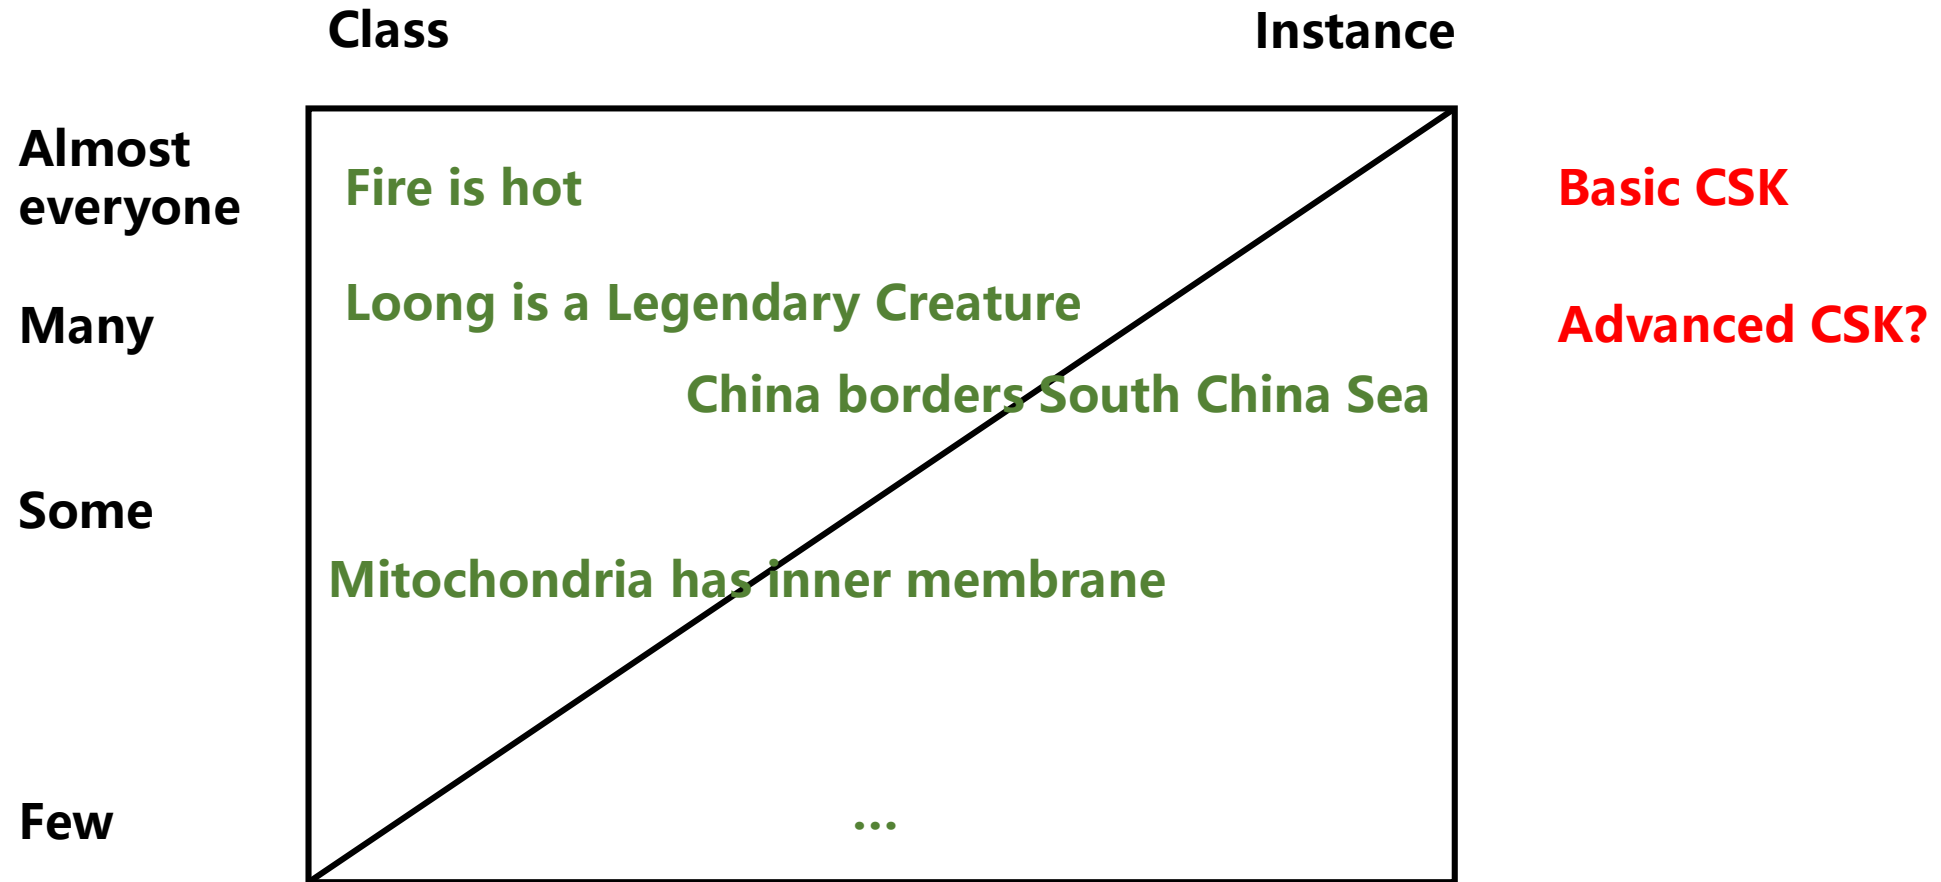 Class
Instance
Almost
everyone
Fire is hot
Basic CSK
Many
Loong is a Legendary Creature
Advanced CSK?
China borders South China Sea
Some
Mitochondria has inner membrane
Few
...